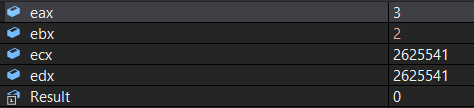 eax 3
ebx 2
ecx 2625541
edx 2625541
Result 0